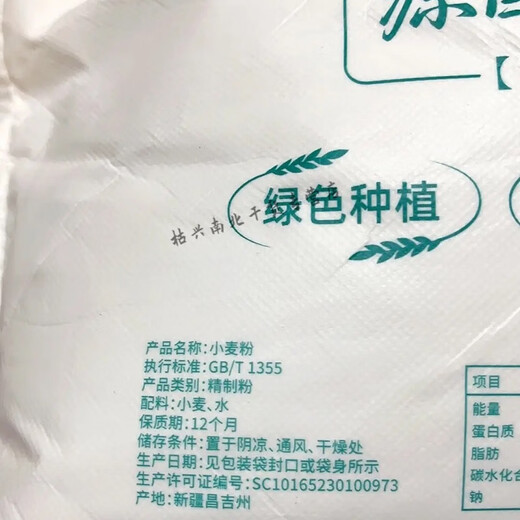 【
绿色种植
产品名称:小麦粉
执行标准:GB/T 1355
产品类别:精制粉
配料:小麦、水
保质期:12个月
储存条件:置于阴凉、通风、干燥处
生产日期:见包装袋封口或袋身所示
生产许可证编号:SC10165230100973
产地:新疆昌吉州
项目
能量
蛋白质
脂肪
碳水化合
钠